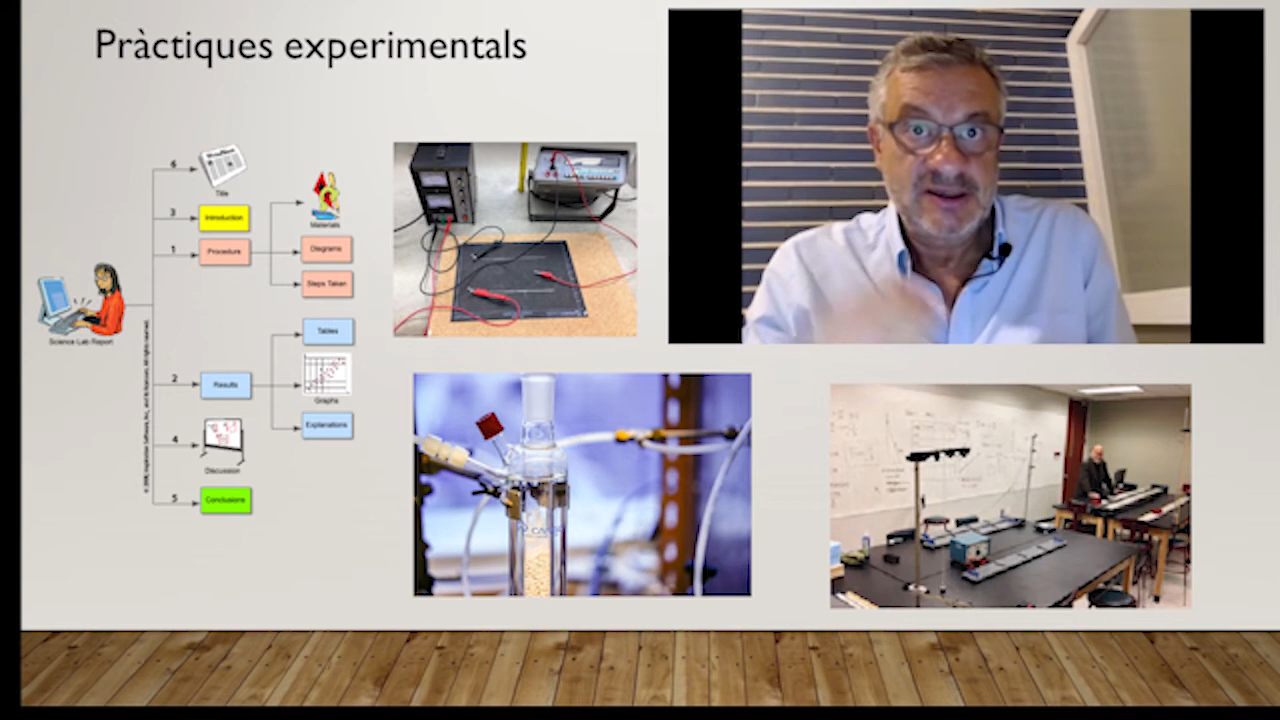 Pràctiques experimentals
6
Title
3
Introduction
1
Procedure
Materials
Diagrams
Steps Taken
Science Lab Report
2
Results
Tables
Graphs
Explanations
4
Discussion
5
Conclusions